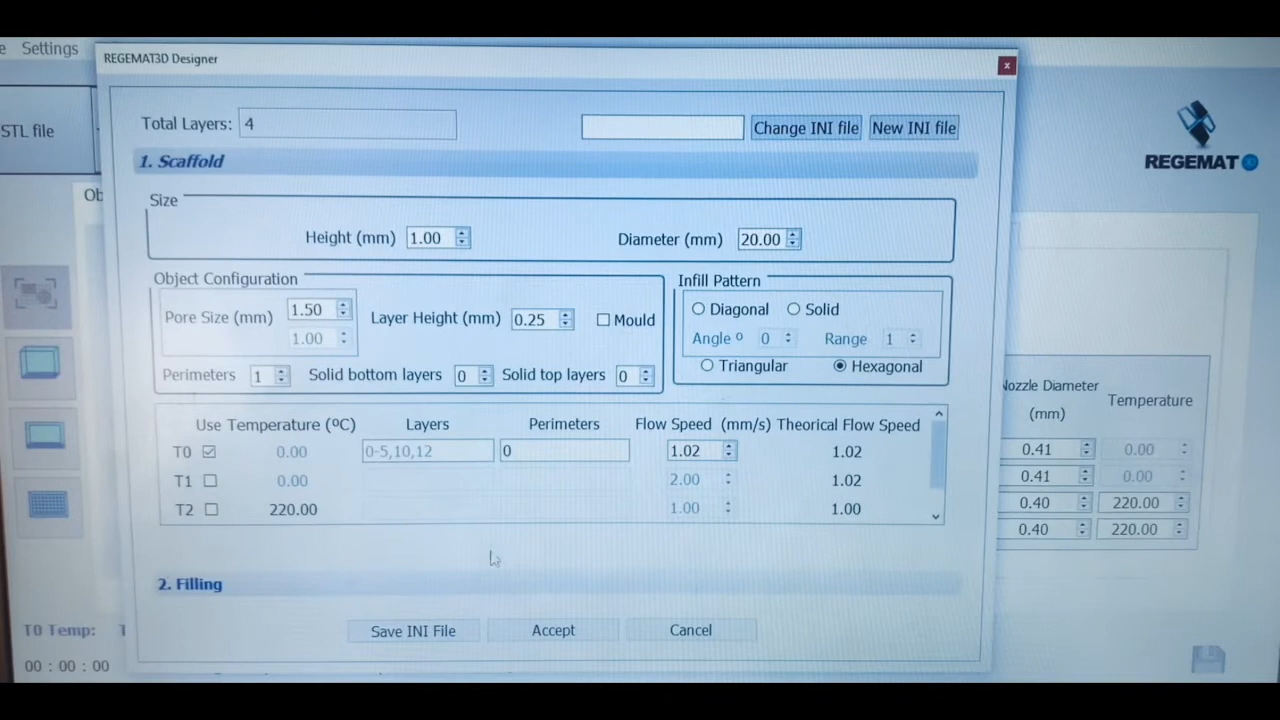 Settings
REGEMAT3D Designer
x
STL file
Total Layers: 4
Change INI file New INI file
REGEMAT
1. Scaffold
Ob
Size
Height (mm) 1.00 Diameter (mm) 20.00
Object Configuration
Infill Pattern
Pore Size (mm) 1.50
1.00
Layer Height (mm) 0.25
Mould
Diagonal Solid
Angle º 0 Range 1
Triangular Hexagonal
Perimeters 1 Solid bottom layers 0 Solid top layers 0
Nozzle Diameter
(mm)
Temperature
Use Temperature (ºC) Layers Perimeters Flow Speed (mm/s) Theorical Flow Speed
T0 0.00 0-5,10,12 0 1.02 1.02
T1 0.00 2.00 1.02
T2 220.00 1.00 1.00
0.41 0.00
0.41 0.00
0.40 220.00
0.40 220.00
2. Filling
Save INI File Accept Cancel
T0 Temp:
00 : 00 : 00